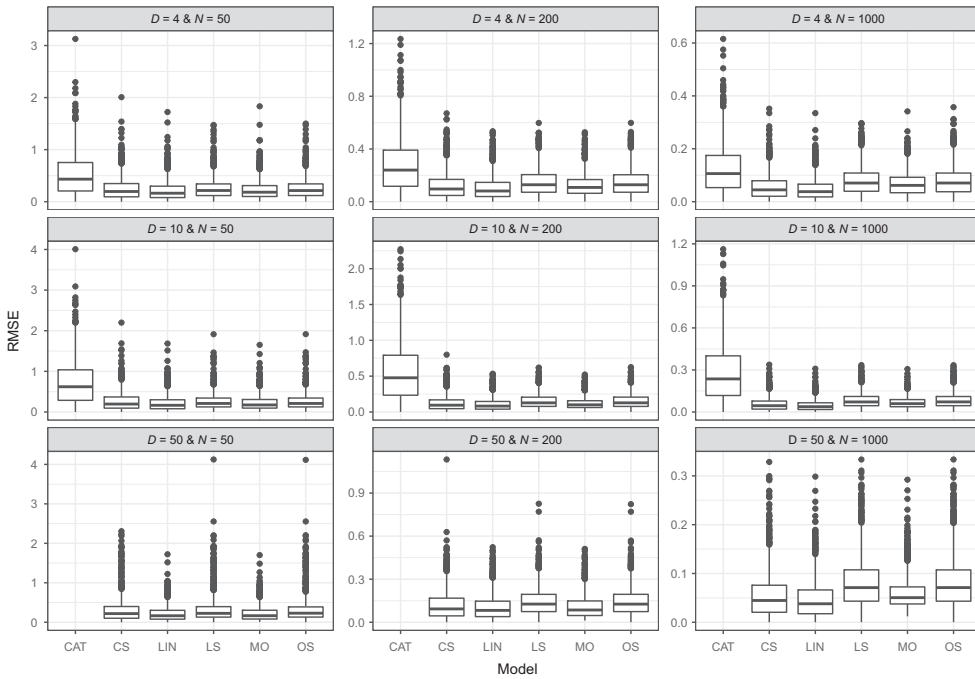 D = 4 & N = 50
D = 4 & N = 200
D = 4 & N = 1000
3
2
1
0
1.2
0.8
0.4
0.0
0.6
0.4
0.2
0.0
D = 10 & N = 50
D = 10 & N = 200
D = 10 & N = 1000
4
3
2
1
0
2.0
1.5
1.0
0.5
0.0
1.2
0.9
0.6
0.3
0.0
D = 50 & N = 50
D = 50 & N = 200
D = 50 & N = 1000
4
3
2
1
0
0.9
0.6
0.3
0.0
0.3
0.2
0.1
0.0
CAT CS LIN LS MO OS
CAT CS LIN LS MO OS
CAT CS LIN LS MO OS
RMSE
Model